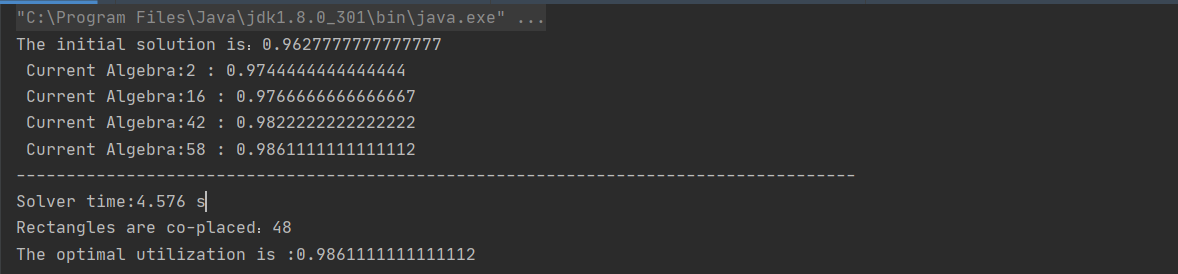 "C:\Program Files\Java\jdk1.8.0_301\bin\java.exe" ...
The initial solution is：0.9627777777777777
Current Algebra:2 : 0.9744444444444444
Current Algebra:16 : 0.9766666666666667
Current Algebra:42 : 0.9822222222222222
Current Algebra:58 : 0.9861111111111112
------------------------------------------------------------------------------------
Solver time:4.576 s
Rectangles are co-placed：48
The optimal utilization is :0.9861111111111112